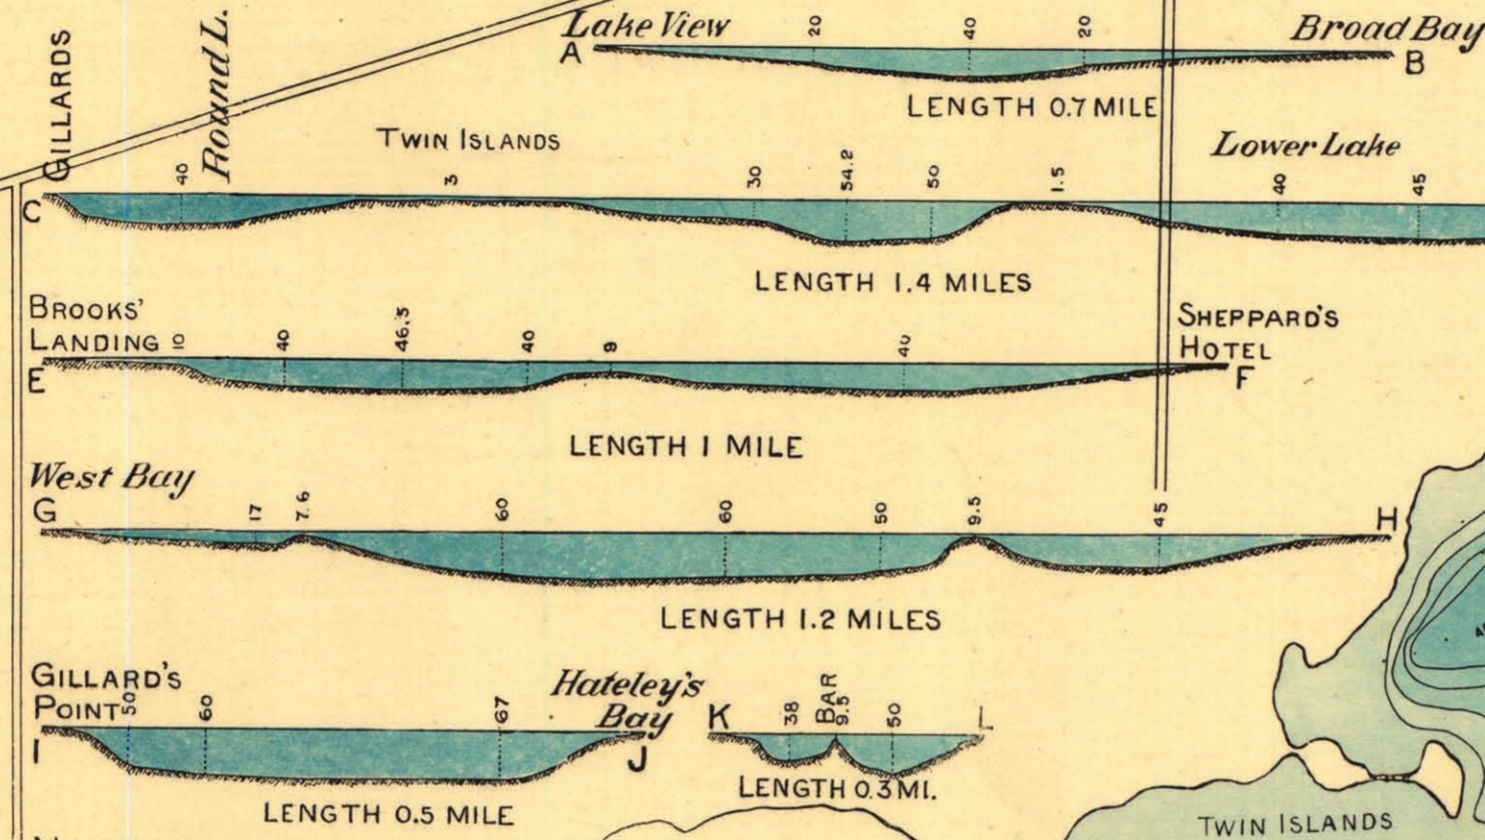 Lake View
20
40
20
Broad Bay
A
B
LENGTH 0.7 MILE
GILLARDS
40
Round L.
TWIN ISLANDS
3
30
54.2
50
1.5
Lower Lake
40
45
C
LENGTH 1.4 MILES
BROOKS'
LANDING
10
40
46.5
40
9
40
SHEPPARD'S
HOTEL
E
F
LENGTH 1 MILE
West Bay
G
17
7.6
60
60
50
9.5
45
H
LENGTH 1.2 MILES
GILLARD'S
POINT
50
60
67
Hateley's
Bay
I
J
LENGTH 0.5 MILE
K
38
BAR
9.5
50
L
LENGTH 0.3 MI.
TWIN ISLANDS